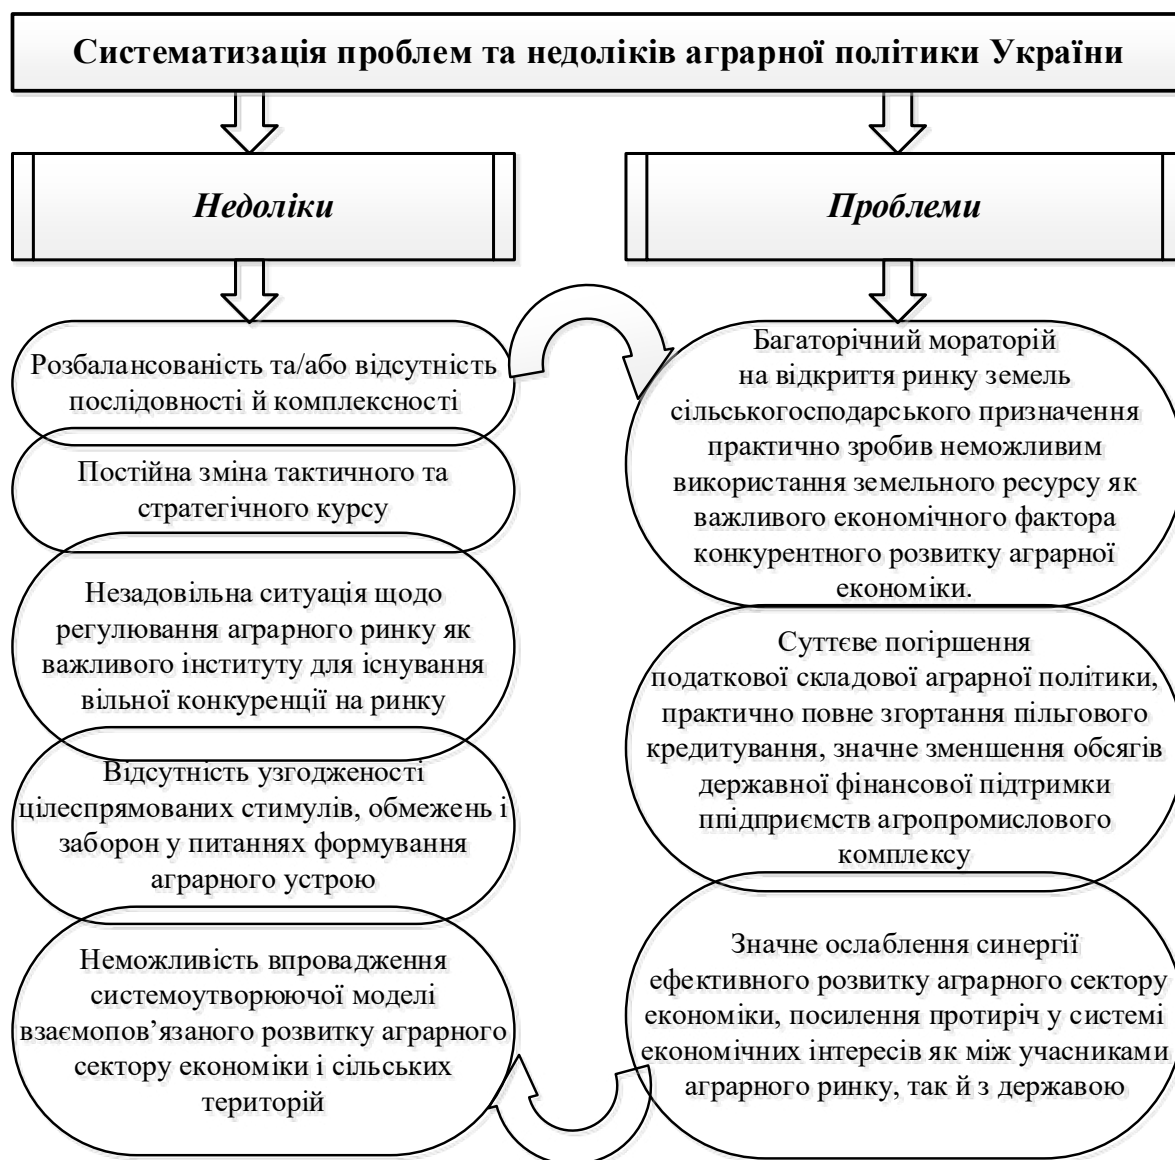 Систематизація проблем та недоліків аграрної політики України
Недоліки
Розбалансованість та/або відсутність
послідовності й комплексності
Постійна зміна тактичного та
стратегічного курсу
Незадовільна ситуація щодо
регулювання аграрного ринку як
важливого інституту для існування
вільної конкуренції на ринку
Відсутність узгодженості
цілеспрямованих стимулів, обмежень і
заборон у питаннях формування
аграрного устрою
Неможливість впровадження
системоутворюючої моделі
взаємопов’язаного розвитку аграрного
сектору економіки і сільських
територій
Проблеми
Багаторічний мораторій
на відкриття ринку земель
сільськогосподарського призначення
практично зробив неможливим
використання земельного ресурсу як
важливого економічного фактора
конкурентного розвитку аграрної
економіки.
Суттєве погіршення
податкової складової аграрної політики,
практично повне згортання пільгового
кредитування, значне зменшення обсягів
державної фінансової підтримки
ппідприємств агропромислового
комплексу
Значне ослаблення синергії
ефективного розвитку аграрного сектору
економіки, посилення протиріч у системі
економічних інтересів як між учасниками
аграрного ринку, так й з державою